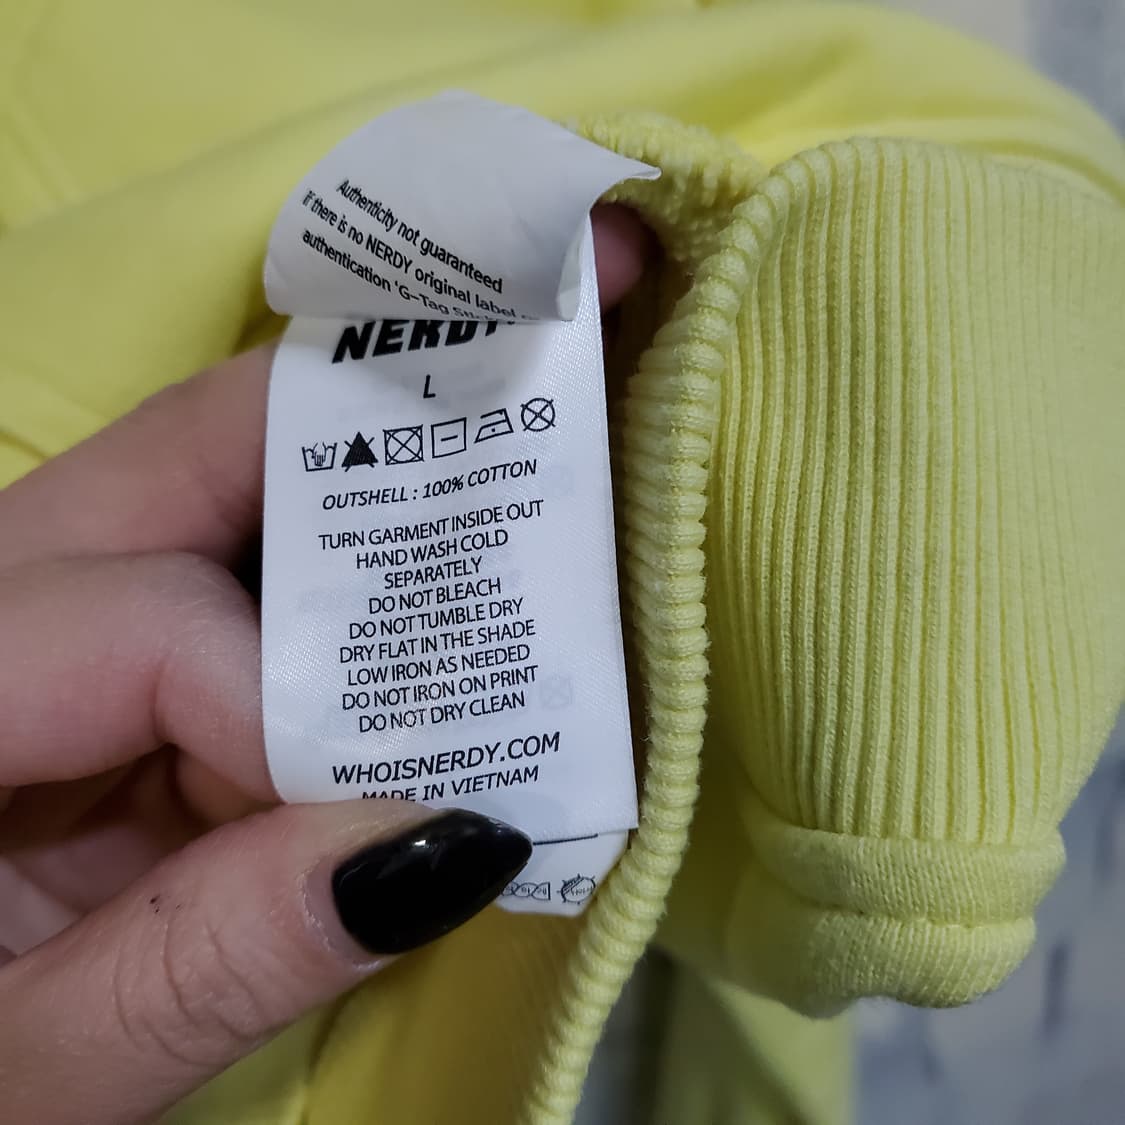 Authenticity not guaranteed
if there is no NERDY original label
authentication 'G-Tag
NERDY
L
OUTSHELL : 100% COTTON
TURN GARMENT INSIDE OUT
HAND WASH COLD
SEPARATELY
DO NOT BLEACH
DO NOT TUMBLE DRY
DRY FLAT IN THE SHADE
LOW IRON AS NEEDED
DO NOT IRON ON PRINT
DO NOT DRY CLEAN
WHOISNERDY.COM
MADE IN VIETNAM